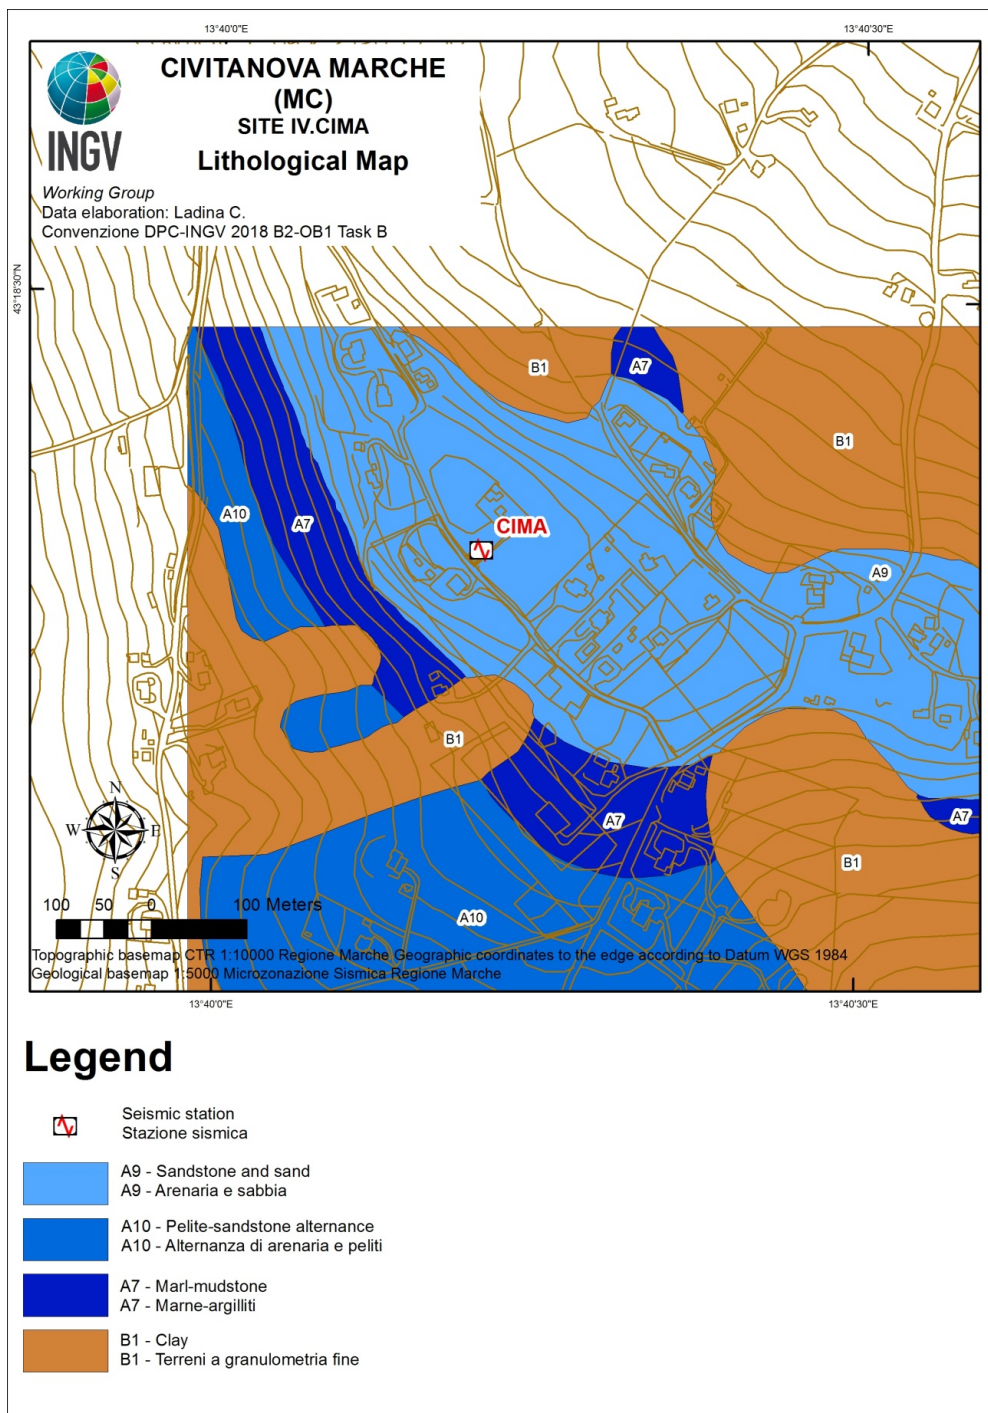 13°40'0"E
13°40'30"E
CIVITANOVA MARCHE
(MC)
SITE IV.CIMA
Lithological Map
INGV
Working Group
Data elaboration: Ladina C.
Convenzione DPC-INGV 2018 B2-OB1 Task B
43°18'30"N
B1
A7
B1
A10
A7
CIMA
A9
B1
A7
A7
B1
A10
N
W
E
S
100
50
0
100 Meters
Topographic basemap CTR 1:10000 Regione Marche Geographic coordinates to the edge according to Datum WGS 1984
Geological basemap 1:5000 Microzonazione Sismica Regione Marche
13°40'0"E
13°40'30"E
Legend
Seismic station
Stazione sismica
A9 - Sandstone and sand
A9 - Arenaria e sabbia
A10 - Pelite-sandstone alternance
A10 - Alternanza di arenaria e peliti
A7 - Marl-mudstone
A7 - Marne-argilliti
B1 - Clay
B1 - Terreni a granulometria fine